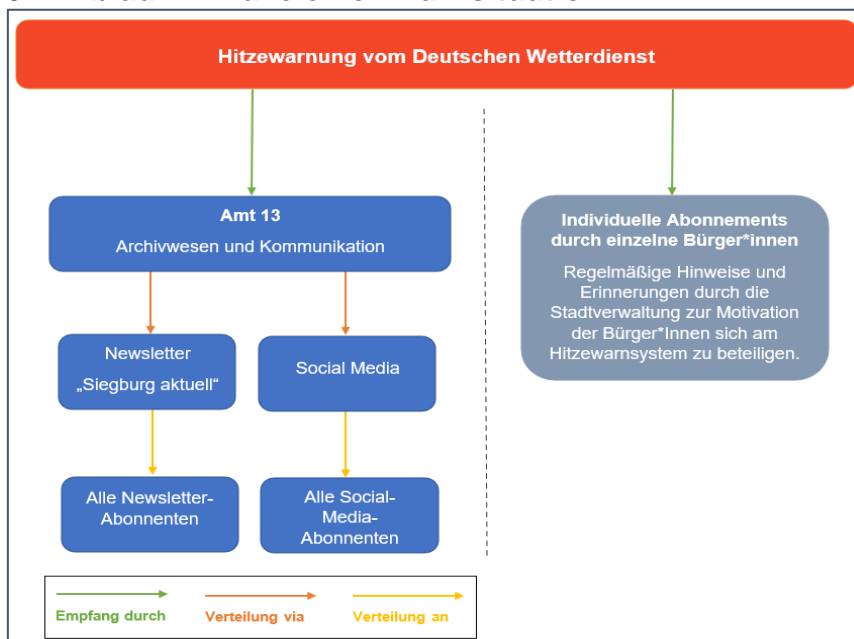 Hitzewarnung vom Deutschen Wetterdienst
Amt 13
Archivwesen und Kommunikation
Newsletter
„Siegburg aktuell“
Social Media
Alle Newsletter-
Abonnenten
Alle Social-
Media-
Abonnenten
Individuelle Abonnements
durch einzelne Bürger*innen
Regelmäßige Hinweise und
Erinnerungen durch die
Stadtverwaltung zur Motivation
der Bürger*Innen sich am
Hitzewarnsystem zu beteiligen.
Empfang durch
Verteilung via
Verteilung an